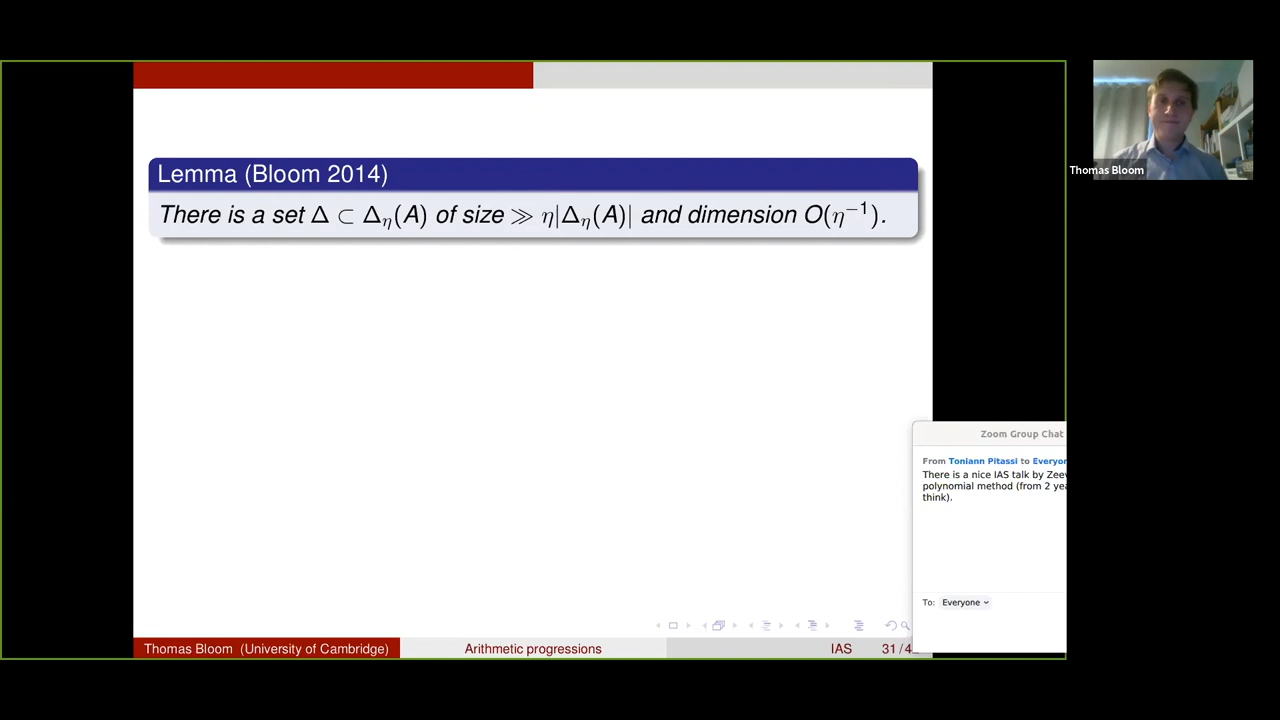 Lemma (Bloom 2014)
There is a set Δ ⊂ Δ_η(A) of size ≫ η|Δ_η(A)| and dimension O(η⁻¹).
Thomas Bloom
Zoom Group Chat
From Toniann Pitassi to
There is a nice IAS talk by
polynomial method (from 2
think).
To: Everyone
Thomas Bloom (University of Cambridge)
Arithmetic progressions
IAS
31/4